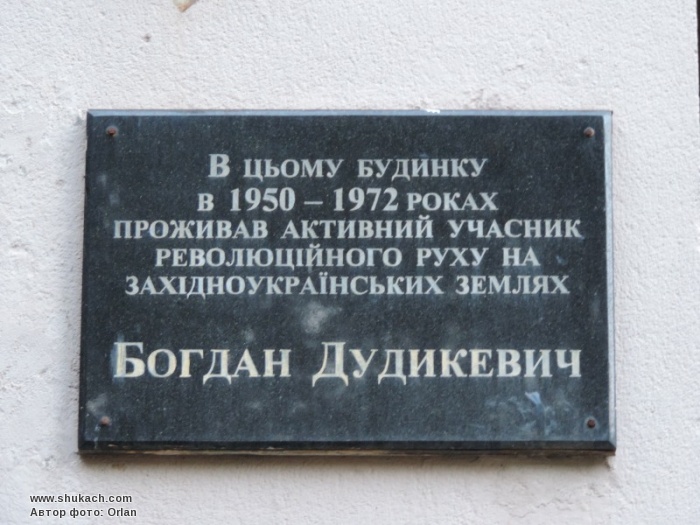 В ЦЬОМУ БУДИНКУ
В 1950 – 1972 РОКАХ
ПРОЖИВАВ АКТИВНИЙ УЧАСНИК
РЕВОЛЮЦІЙНОГО РУХУ НА
ЗАХІДНОУКРАЇНСЬКИХ ЗЕМЛЯХ
БОГДАН ДУДИКЕВИЧ
www.shukach.com
Автор фото: Orlan